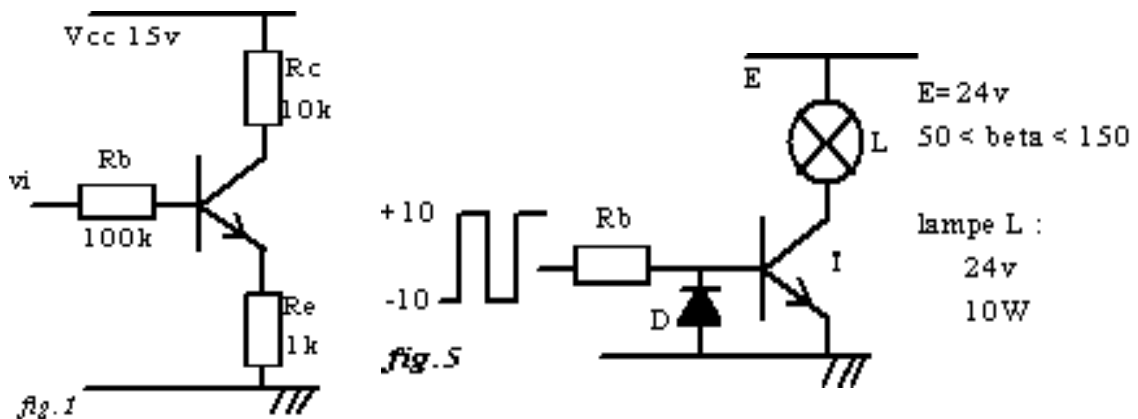 Vcc 15v
Rc
10k
Rb
vi
100k
Re
1k
fig.1
E
E=24v
50 < beta < 150
L
+10
Rb
lampe L :
I
24v
-10
D
10W
fig.5